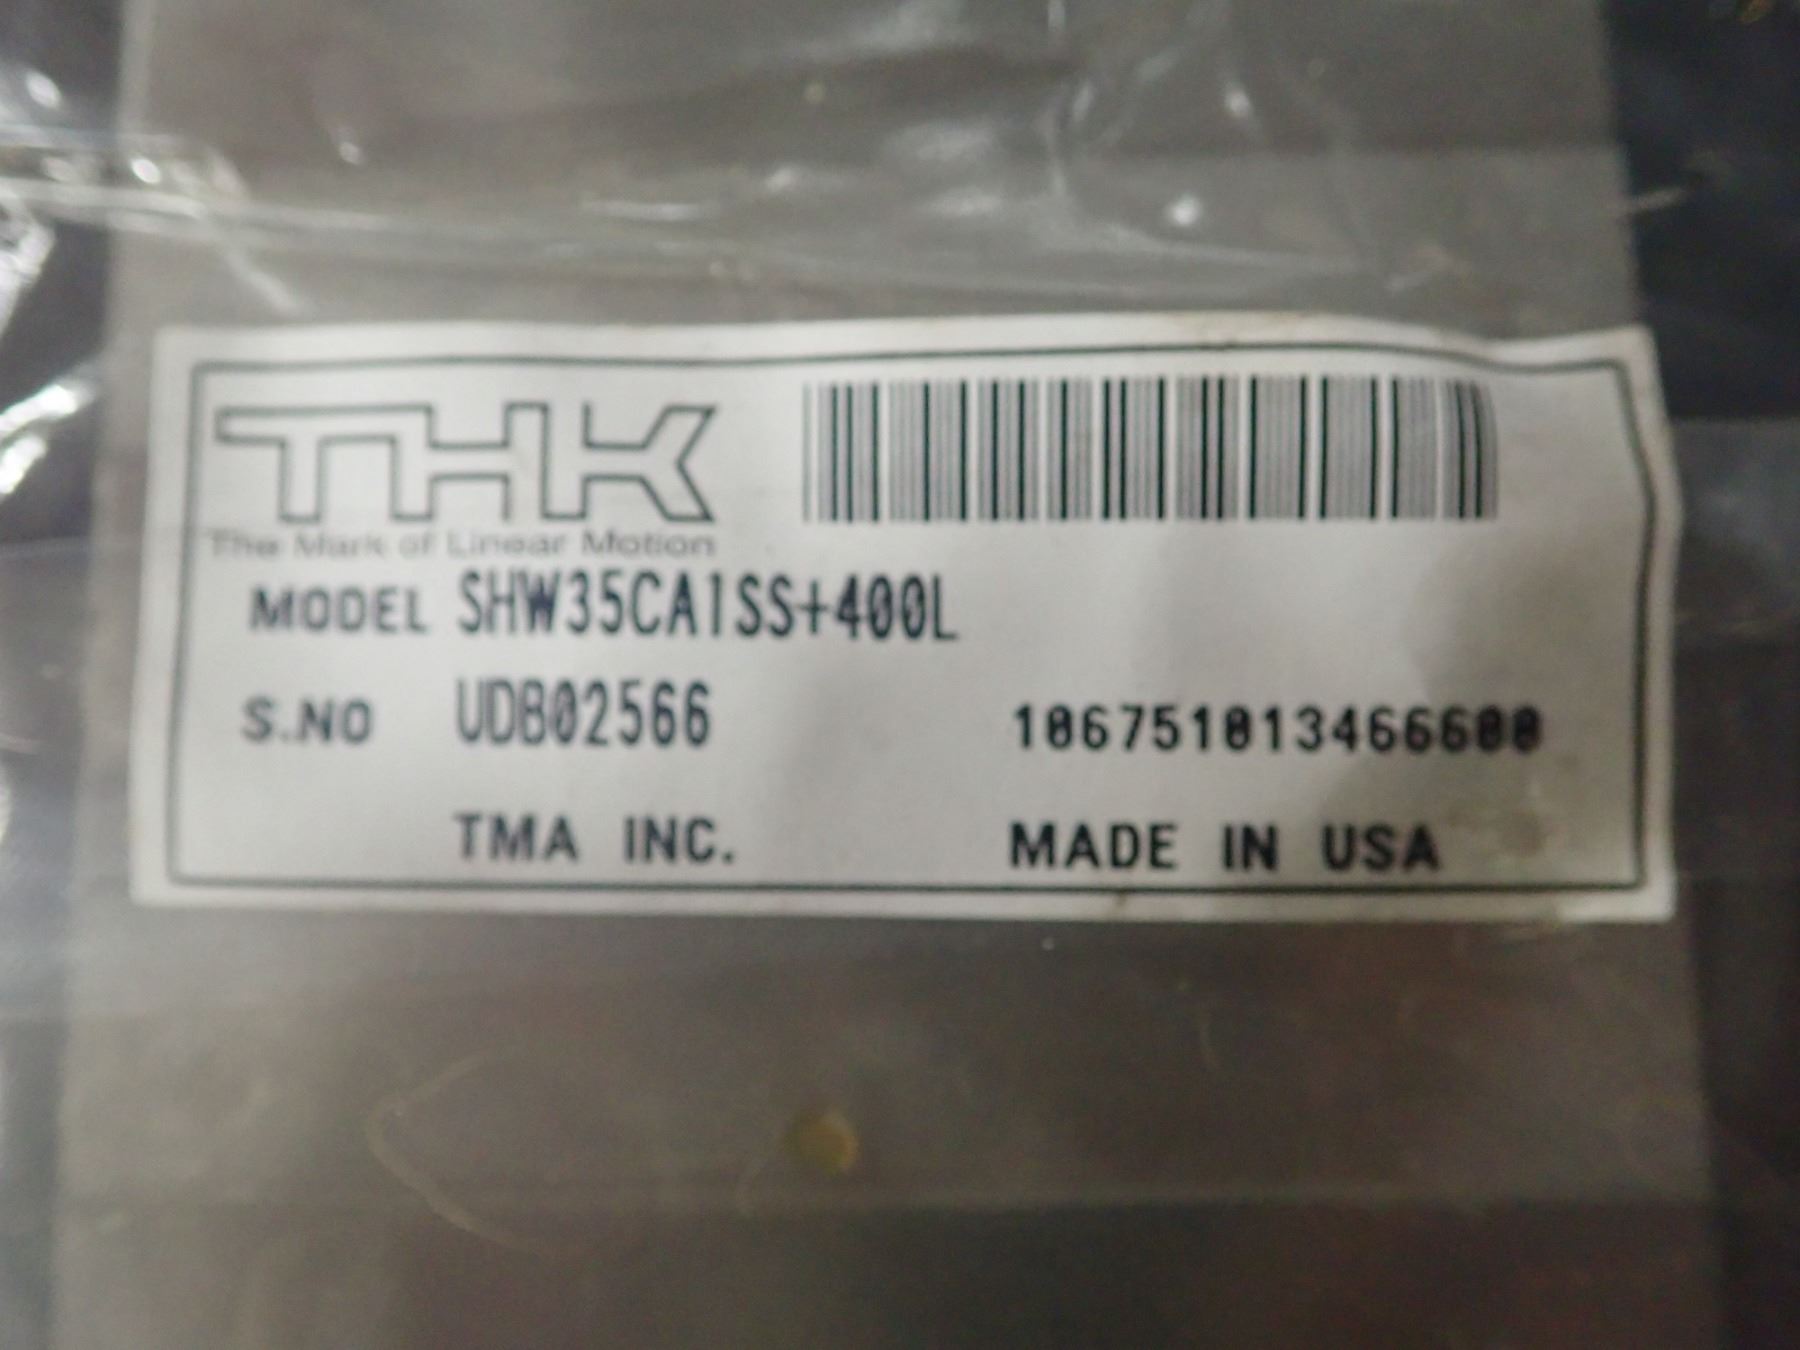 THK
The Mark of Linear Motion
MODEL SHW35CA1SS+400L
S.NO UDB02566 106751013466600
TMA INC. MADE IN USA